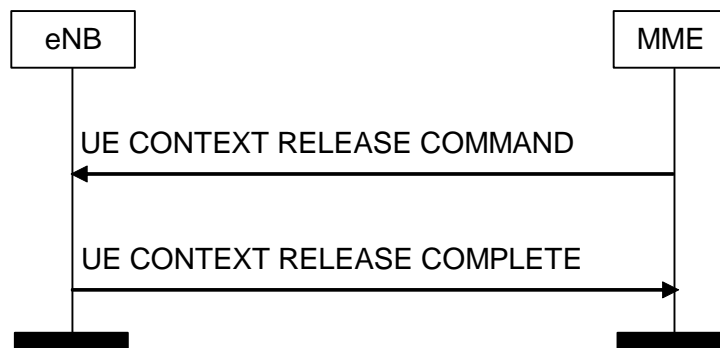 eNB
MME
UE CONTEXT RELEASE COMMAND
UE CONTEXT RELEASE COMPLETE